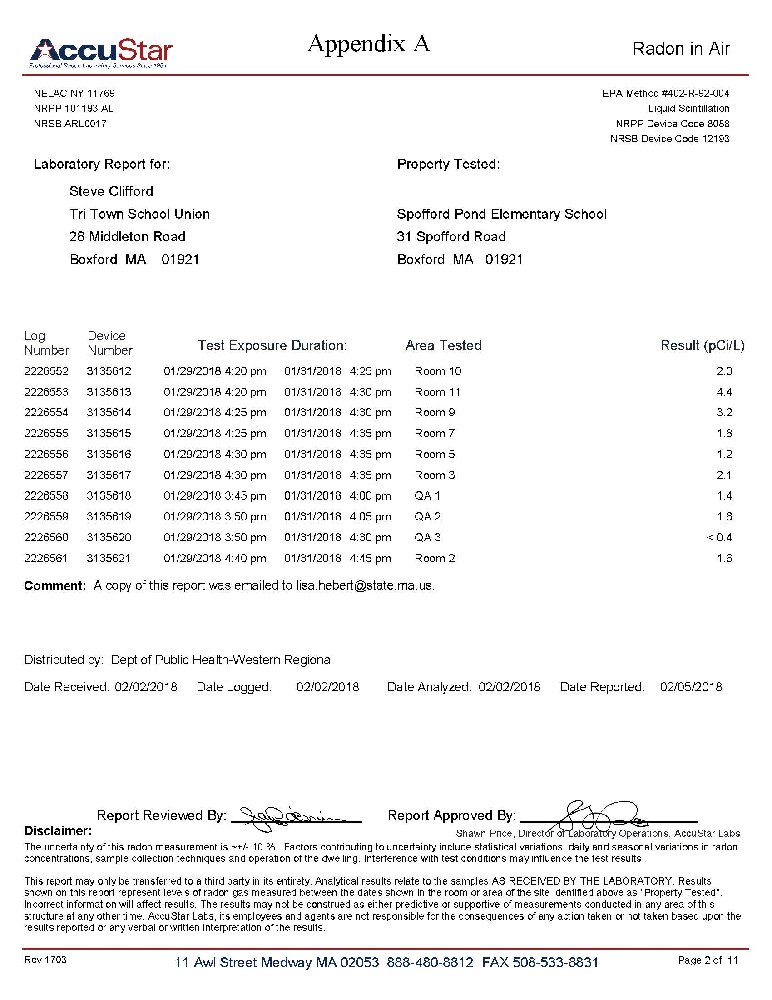 AccuStar
Professional Radon Laboratory Services Since 1984
Appendix A
Radon in Air
NELAC NY 11769
NRPP 101193 AL
NRSB ARL0017
EPA Method #402-R-92-004
Liquid Scintillation
NRPP Device Code 8088
NRSB Device Code 12193
Laboratory Report for:
Steve Clifford
Tri Town School Union
28 Middleton Road
Boxford MA 01921
Property Tested:
Spofford Pond Elementary School
31 Spofford Road
Boxford MA 01921
Log Number Device Number Test Exposure Duration: Area Tested Result (pCi/L)
2226552 3135612 01/29/2018 4:20 pm 01/31/2018 4:25 pm Room 10 2.0
2226553 3135613 01/29/2018 4:20 pm 01/31/2018 4:30 pm Room 11 4.4
2226554 3135614 01/29/2018 4:25 pm 01/31/2018 4:30 pm Room 9 3.2
2226555 3135615 01/29/2018 4:25 pm 01/31/2018 4:35 pm Room 7 1.8
2226556 3135616 01/29/2018 4:30 pm 01/31/2018 4:35 pm Room 5 1.2
2226557 3135617 01/29/2018 4:30 pm 01/31/2018 4:35 pm Room 3 2.1
2226558 3135618 01/29/2018 3:45 pm 01/31/2018 4:00 pm QA 1 1.4
2226559 3135619 01/29/2018 3:50 pm 01/31/2018 4:05 pm QA 2 1.6
2226560 3135620 01/29/2018 3:50 pm 01/31/2018 4:30 pm QA 3 < 0.4
2226561 3135621 01/29/2018 4:40 pm 01/31/2018 4:45 pm Room 2 1.6
Comment: A copy of this report was emailed to lisa.hebert@state.ma.us.
Distributed by: Dept of Public Health-Western Regional
Date Received: 02/02/2018 Date Logged: 02/02/2018 Date Analyzed: 02/02/2018 Date Reported: 02/05/2018
Report Reviewed By:
Report Approved By:
Disclaimer:
Shawn Price, Director of Laboratory Operations, AccuStar Labs
The uncertainty of this radon measurement is ~+/- 10 %. Factors contributing to uncertainty include statistical variations, daily and seasonal variations in radon
concentrations, sample collection techniques and operation of the dwelling. Interference with test conditions may influence the test results.
This report may only be transferred to a third party in its entirety. Analytical results relate to the samples AS RECEIVED BY THE LABORATORY. Results
shown on this report represent levels of radon gas measured between the dates shown in the room or area of the site identified above as "Property Tested".
Incorrect information will affect results. The results may not be construed as either predictive or supportive of measurements conducted in any area of this
structure at any other time. AccuStar Labs, its employees and agents are not responsible for the consequences of any action taken or not taken based upon the
results reported or any verbal or written interpretation of the results.
Rev 1703
11 Awl Street Medway MA 02053 888-480-8812 FAX 508-533-8831
Page 2 of 11